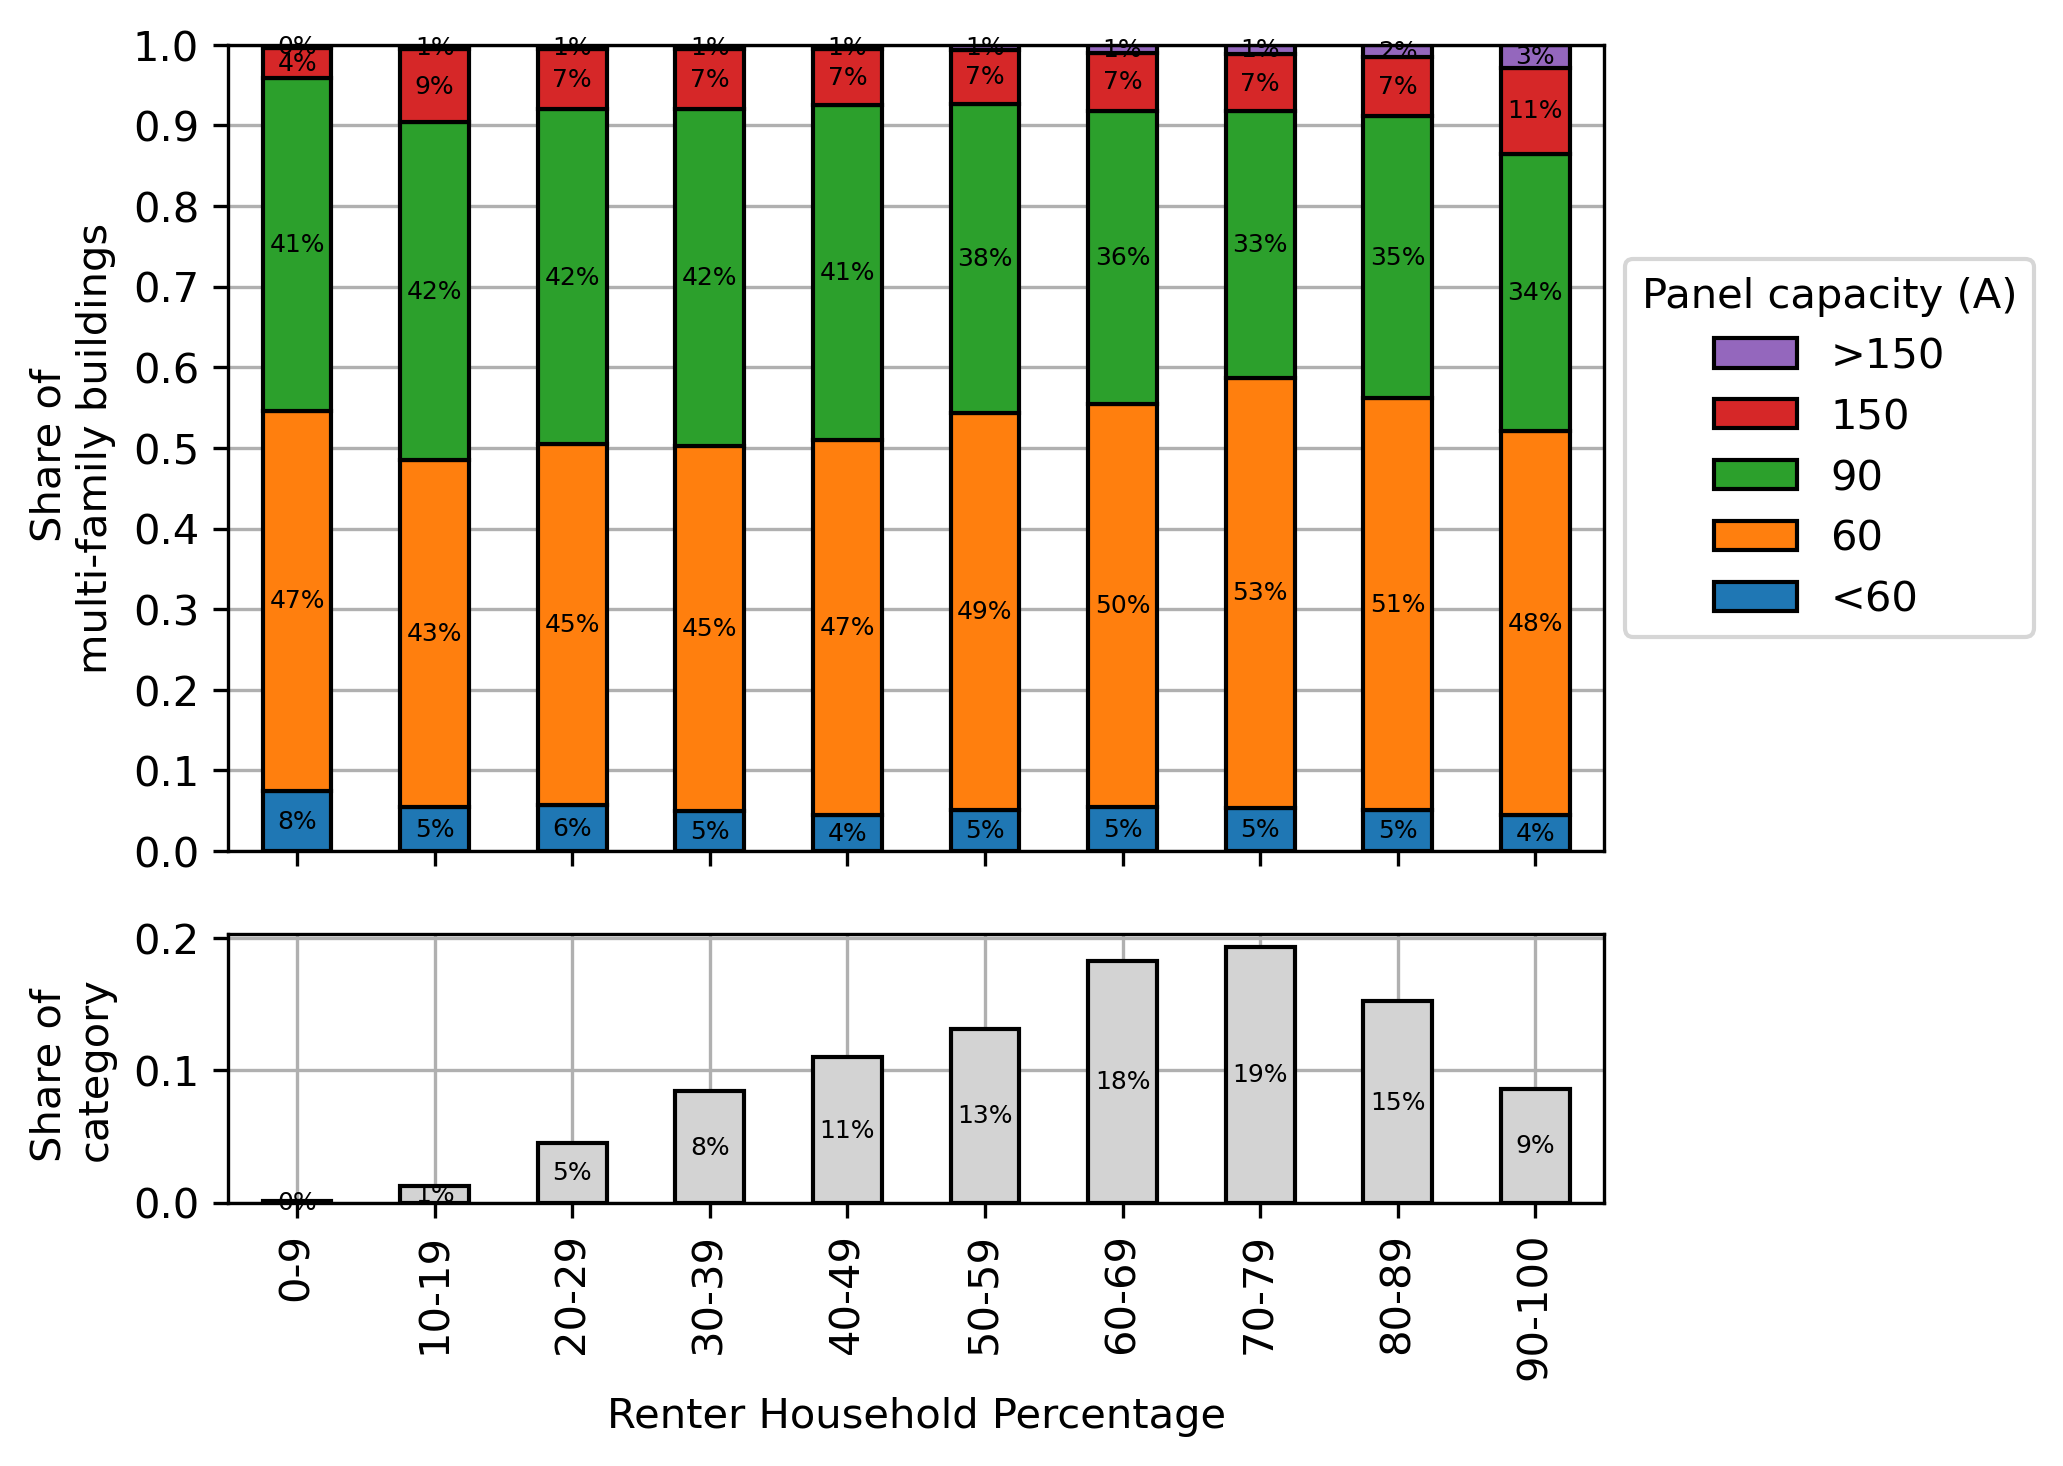 1.0
0.9
0.8
0.7
0.6
0.5
0.4
0.3
0.2
0.1
0.0
Share of
multi-family buildings
0% 1% 1% 1% 1% 1% 1% 1% 2% 3%
4% 9% 7% 7% 7% 7% 7% 7% 7% 11%
41% 42% 42% 42% 41% 38% 36% 33% 35% 34%
47% 43% 45% 45% 47% 49% 50% 53% 51% 48%
8% 5% 6% 5% 4% 5% 5% 5% 5% 4%
Panel capacity (A)
>150
150
90
60
<60
0.2
0.1
0.0
Share of
category
0% 1% 5% 8% 11% 13% 18% 19% 15% 9%
0-9 10-19 20-29 30-39 40-49 50-59 60-69 70-79 80-89 90-100
Renter Household Percentage